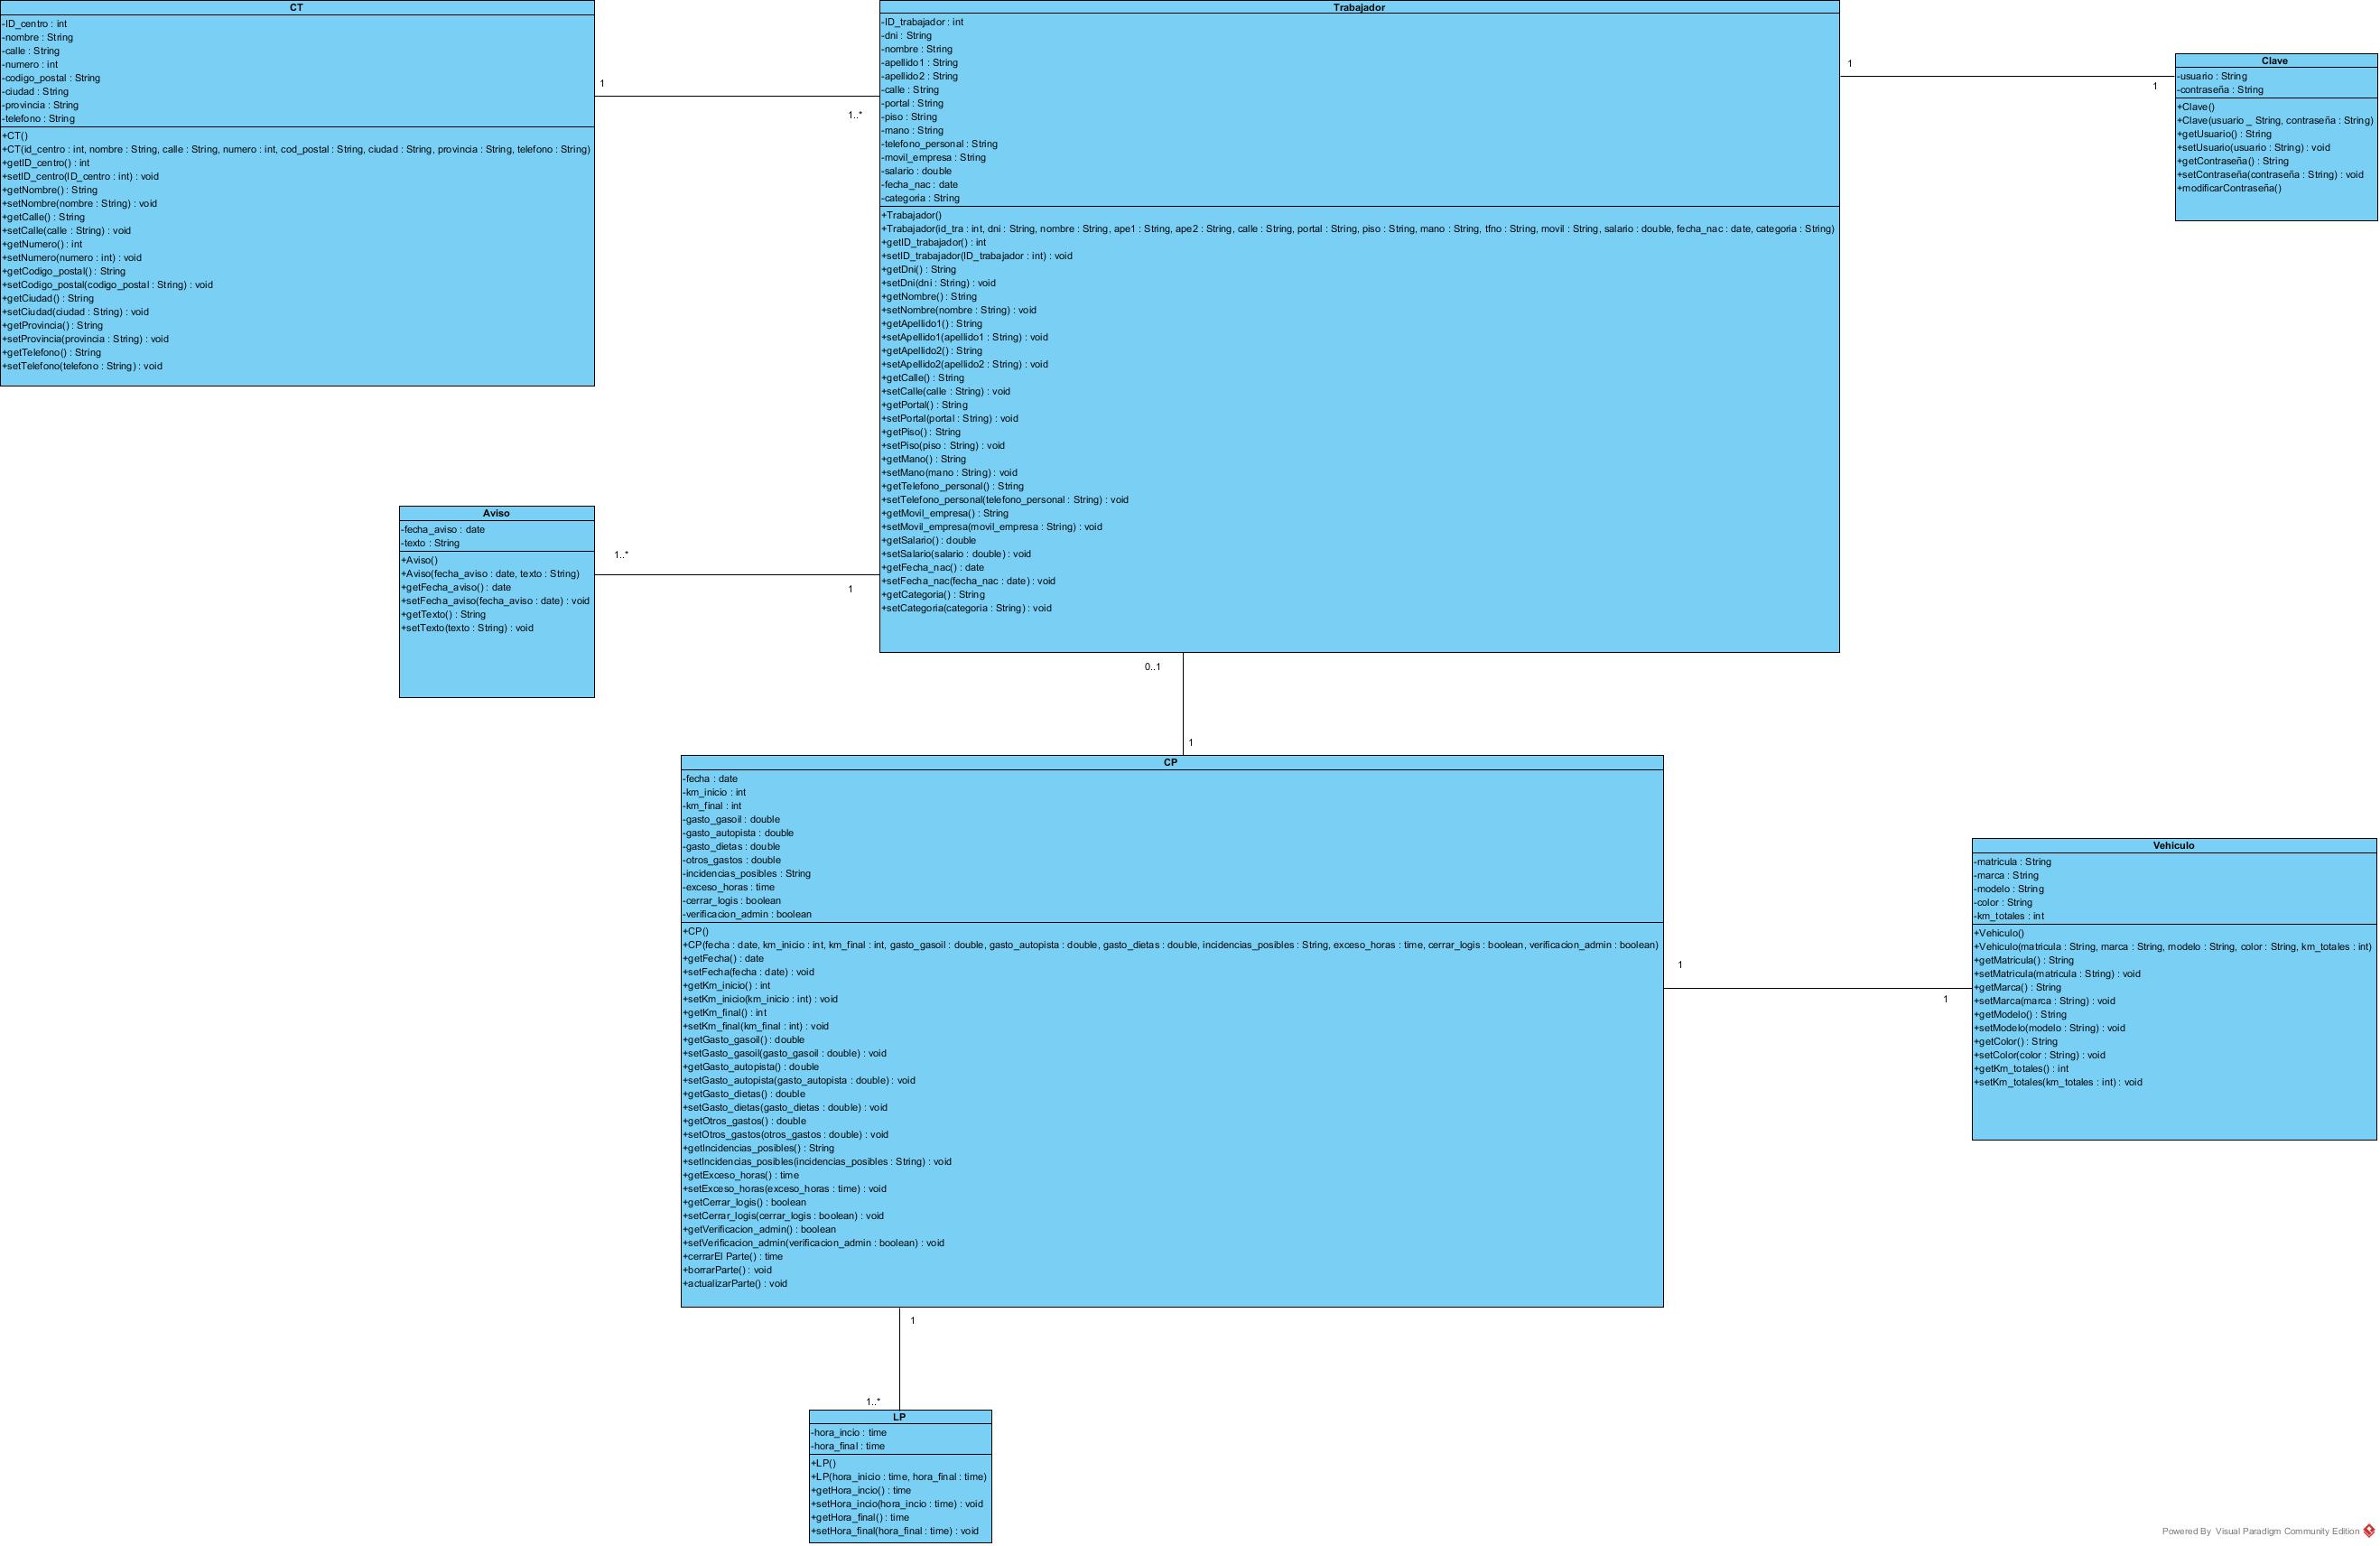 CT
-ID_centro : int
-nombre : String
-calle : String
-numero : int
-codigo_postal : String
-ciudad : String
-provincia : String
-telefono : String
+CT()
+CT(id_centro : int, nombre : String, calle : String, numero : int, cod_postal : String, ciudad : String, provincia : String, telefono : String)
+getID_centro() : int
+setID_centro(ID_centro : int) : void
+getNombre() : String
+setNombre(nombre : String) : void
+getCalle() : String
+setCalle(calle : String) : void
+getNumero() : int
+setNumero(numero : int) : void
+getCodigo_postal() : String
+setCodigo_postal(codigo_postal : String) : void
+getCiudad() : String
+setCiudad(ciudad : String) : void
+getProvincia() : String
+setProvincia(provincia : String) : void
+getTelefono() : String
+setTelefono(telefono : String) : void
1
1..*
Trabajador
-ID_trabajador : int
-dni : String
-nombre : String
-apellido1 : String
-apellido2 : String
-calle : String
-portal : String
-piso : String
-mano : String
-telefono_personal : String
-movil_empresa : String
-salario : double
-fecha_nac : date
-categoria : String
+Trabajador()
+Trabajador(id_tra : int, dni : String, nombre : String, ape1 : String, ape2 : String, calle : String, portal : String, piso : String, mano : String, tfno : String, movil : String, salario : double, fecha_nac : date, categoria : String)
+getID_trabajador() : int
+setID_trabajador(ID_trabajador : int) : void
+getDni() : String
+setDni(dni : String) : void
+getNombre() : String
+setNombre(nombre : String) : void
+getApellido1() : String
+setApellido1(apellido1 : String) : void
+getApellido2() : String
+setApellido2(apellido2 : String) : void
+getCalle() : String
+setCalle(calle : String) : void
+getPortal() : String
+setPortal(portal : String) : void
+getPiso() : String
+setPiso(piso : String) : void
+getMano() : String
+setMano(mano : String) : void
+getTelefono_personal() : String
+setTelefono_personal(telefono_personal : String) : void
+getMovil_empresa() : String
+setMovil_empresa(movil_empresa : String) : void
+getSalario() : double
+setSalario(salario : double) : void
+getFecha_nac() : date
+setFecha_nac(fecha_nac : date) : void
+getCategoria() : String
+setCategoria(categoria : String) : void
1
1
Clave
-usuario : String
-contraseña : String
+Clave()
+Clave(usuario _ String, contraseña : String)
+getUsuario() : String
+setUsuario(usuario : String) : void
+getContraseña() : String
+setContraseña(contraseña : String) : void
+modificarContraseña()
Aviso
-fecha_aviso : date
-texto : String
+Aviso()
+Aviso(fecha_aviso : date, texto : String)
+getFecha_aviso() : date
+setFecha_aviso(fecha_aviso : date) : void
+getTexto() : String
+setTexto(texto : String) : void
1..*
1
0..1
1
CP
-fecha : date
-km_inicio : int
-km_final : int
-gasto_gasoil : double
-gasto_autopista : double
-gasto_dietas : double
-otros_gastos : double
-incidencias_posibles : String
-exceso_horas : time
-cerrar_logis : boolean
-verificacion_admin : boolean
+CP()
+CP(fecha : date, km_inicio : int, km_final : int, gasto_gasoil : double, gasto_autopista : double, gasto_dietas : double, incidencias_posibles : String, exceso_horas : time, cerrar_logis : boolean, verificacion_admin : boolean)
+getFecha() : date
+setFecha(fecha : date) : void
+getKm_inicio() : int
+setKm_inicio(km_inicio : int) : void
+getKm_final() : int
+setKm_final(km_final : int) : void
+getGasto_gasoil() : double
+setGasto_gasoil(gasto_gasoil : double) : void
+getGasto_autopista() : double
+setGasto_autopista(gasto_autopista : double) : void
+getGasto_dietas() : double
+setGasto_dietas(gasto_dietas : double) : void
+getOtros_gastos() : double
+setOtros_gastos(otros_gastos : double) : void
+getIncidencias_posibles() : String
+setIncidencias_posibles(incidencias_posibles : String) : void
+getExceso_horas() : time
+setExceso_horas(exceso_horas : time) : void
+getCerrar_logis() : boolean
+setCerrar_logis(cerrar_logis : boolean) : void
+getVerificacion_admin() : boolean
+setVerificacion_admin(verificacion_admin : boolean) : void
+cerrarEl Parte() : time
+borrarParte() : void
+actualizarParte() : void
1
1
Vehiculo
-matricula : String
-marca : String
-modelo : String
-color : String
-km_totales : int
+Vehiculo()
+Vehiculo(matricula : String, marca : String, modelo : String, color : String, km_totales : int)
+getMatricula() : String
+setMatricula(matricula : String) : void
+getMarca() : String
+setMarca(marca : String) : void
+getModelo() : String
+setModelo(modelo : String) : void
+getColor() : String
+setColor(color : String) : void
+getKm_totales() : int
+setKm_totales(km_totales : int) : void
1
1..*
LP
-hora_incio : time
-hora_final : time
+LP()
+LP(hora_inicio : time, hora_final : time)
+getHora_incio() : time
+setHora_incio(hora_incio : time) : void
+getHora_final() : time
+setHora_final(hora_final : time) : void
Powered By Visual Paradigm Community Edition